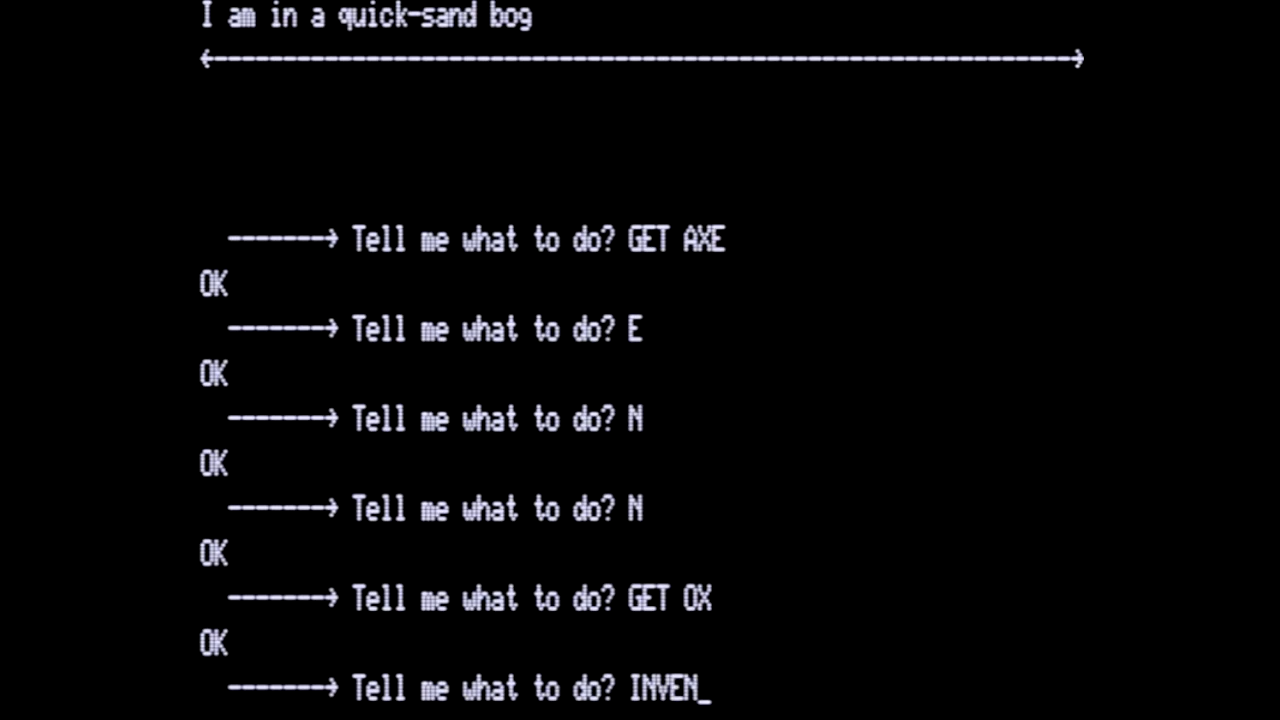 I am in a quick-sand bog
<------------------------------------------------------------->
-------> Tell me what to do? GET AXE
OK
-------> Tell me what to do? E
OK
-------> Tell me what to do? N
OK
-------> Tell me what to do? N
OK
-------> Tell me what to do? GET OX
OK
-------> Tell me what to do? INVEN_